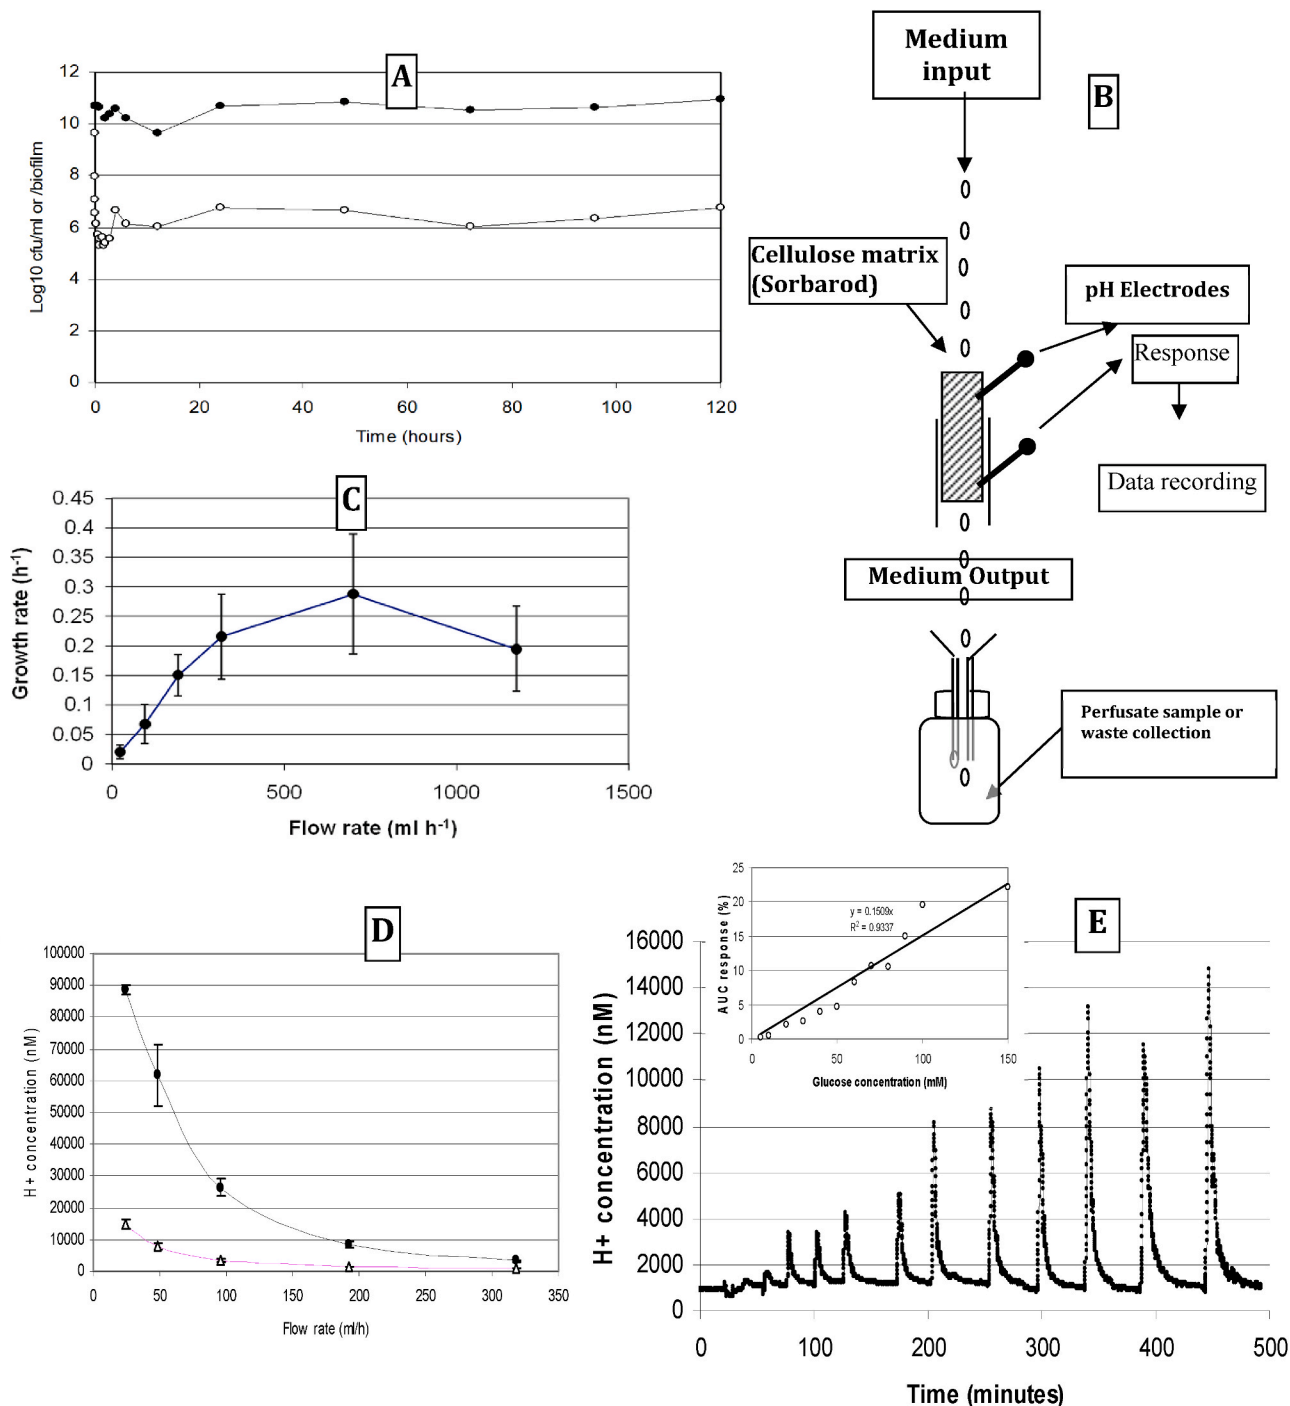 A
12
10
8
6
4
2
0
Log10 cfu/ml or /biofilm
0 20 40 60 80 100 120
Time (hours)
B
Medium
input
Cellulose matrix
(Sorbarod)
pH Electrodes
Response
Data recording
Medium Output
Perfusate sample or
waste collection
C
0.45
0.4
0.35
0.3
0.25
0.2
0.15
0.1
0.05
0
Growth rate (h-1)
0 500 1000 1500
Flow rate (ml h-1)
D
100000
90000
80000
70000
60000
50000
40000
30000
20000
10000
0
H+ concentration (nM)
0 50 100 150 200 250 300 350
Flow rate (ml/h)
E
25
20
15
10
5
0
AUC response (%)
y = 0.1509x
R2 = 0.9337
0 50 100 150
Glucose concentration (mM)
16000
14000
12000
10000
8000
6000
4000
2000
0
H+ concentration (nM)
0 100 200 300 400 500
Time (minutes)